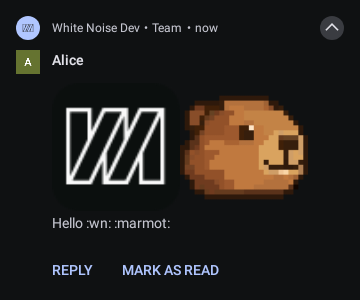 White Noise Dev • Team • now
A
Alice
Hello :wn: :marmot:
REPLY MARK AS READ